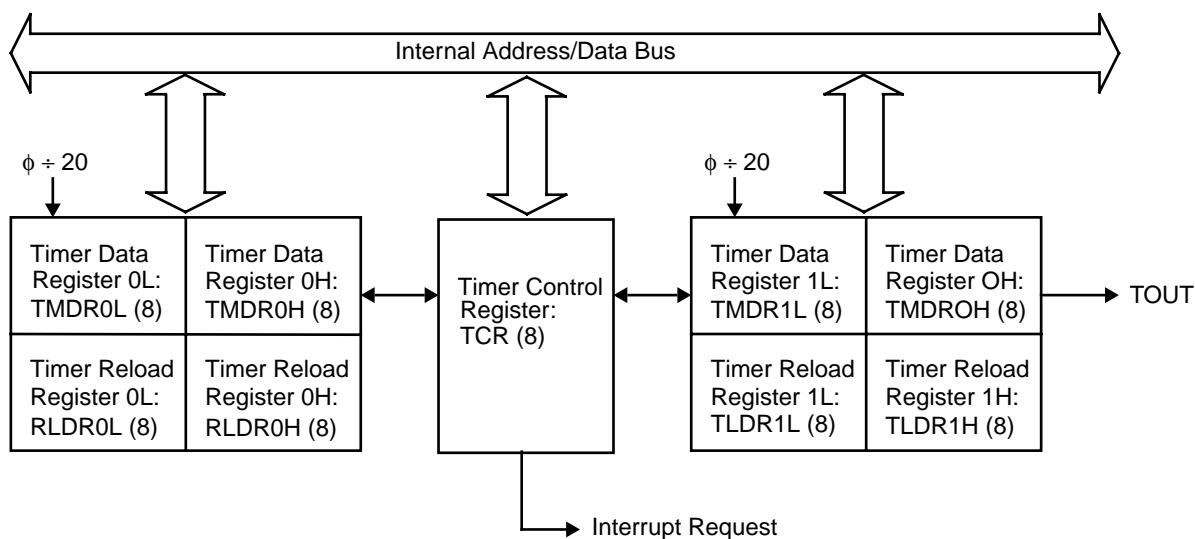 Internal Address/Data Bus
ϕ ÷ 20
ϕ ÷ 20
Timer Data
Register 0L:
TMDR0L (8)
Timer Data
Register 0H:
TMDR0H (8)
Timer Reload
Register 0L:
RLDR0L (8)
Timer Reload
Register 0H:
RLDR0H (8)
Timer Control
Register:
TCR (8)
Timer Data
Register 1L:
TMDR1L (8)
Timer Data
Register OH:
TMDROH (8)
Timer Reload
Register 1L:
TLDR1L (8)
Timer Reload
Register 1H:
TLDR1H (8)
TOUT
Interrupt Request